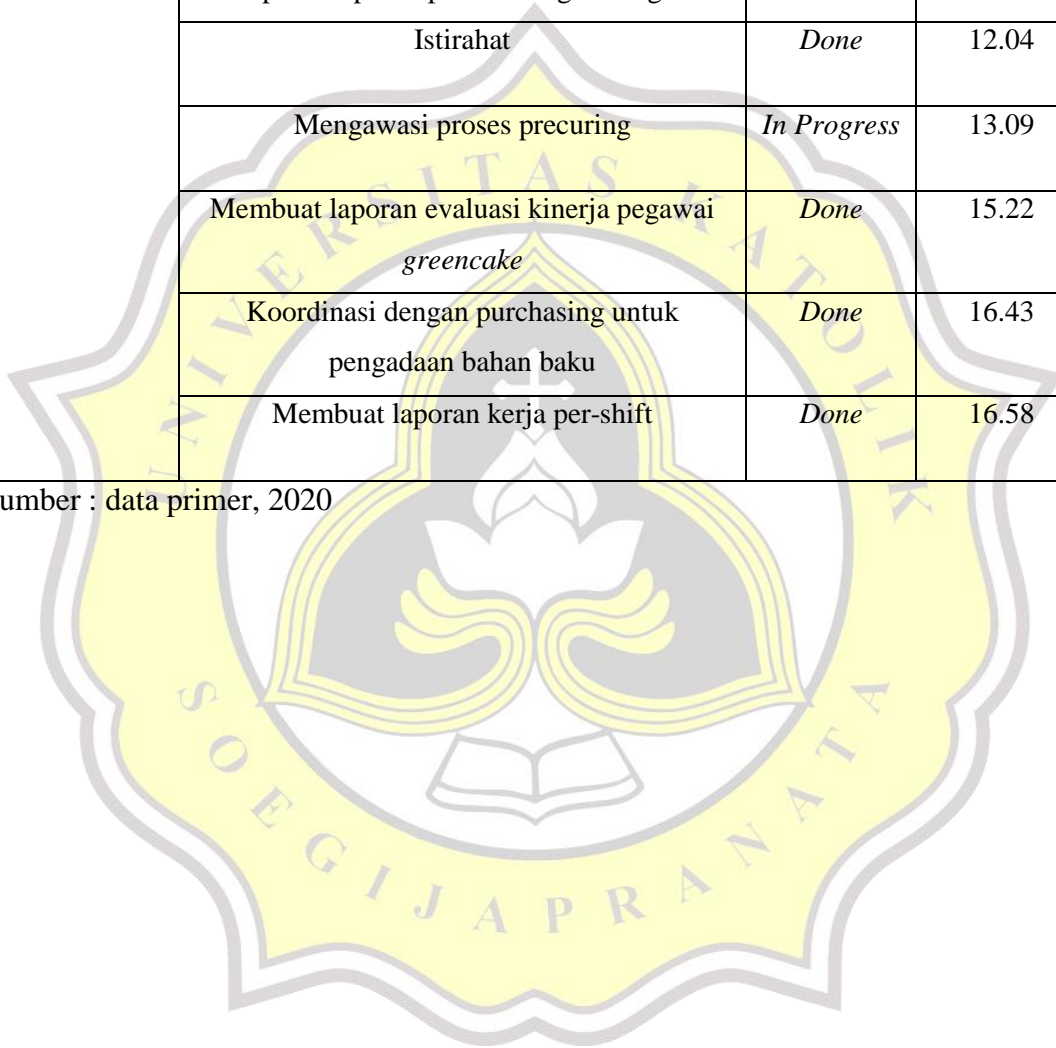 Istirahat Done 12.04
Mengawasi proses precuring In Progress 13.09
Membuat laporan evaluasi kinerja pegawai Done 15.22
greencake
Koordinasi dengan purchasing untuk Done 16.43
pengadaan bahan baku
Membuat laporan kerja per-shift Done 16.58
umber : data primer, 2020
UNIVERSITAS KATOLIK
SOEGIJAPRANATA